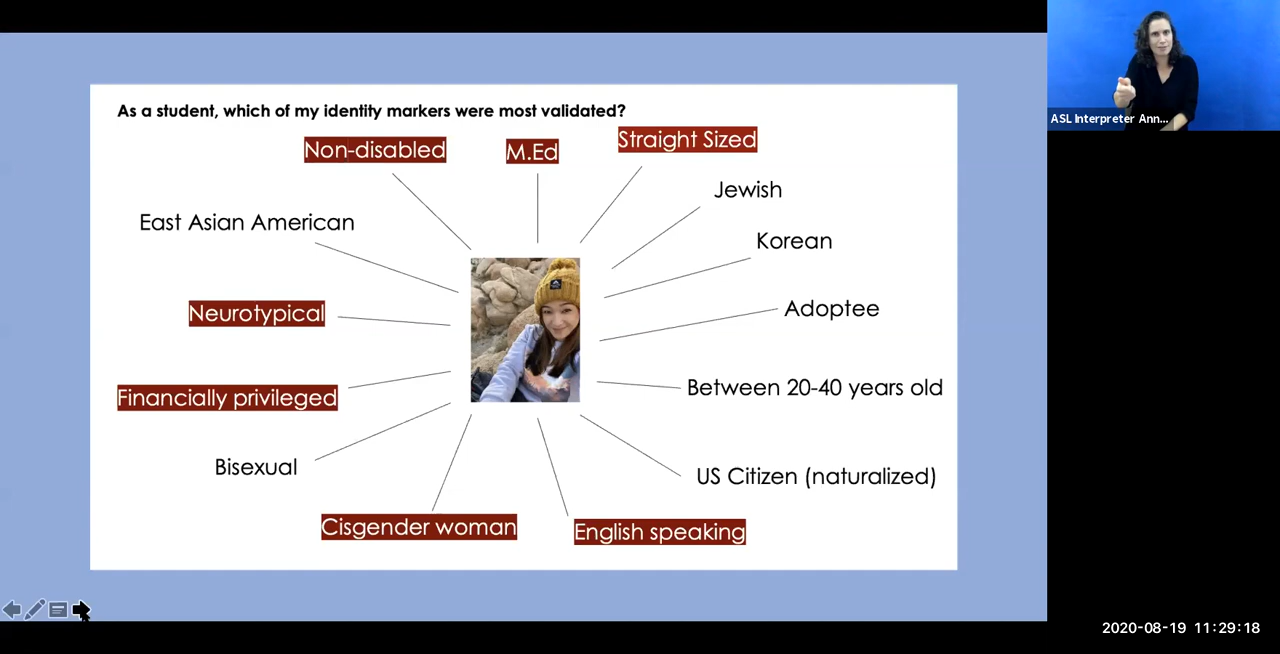 As a student, which of my identity markers were most validated?
Non-disabled
M.Ed
Straight Sized
Jewish
East Asian American
Korean
Adoptee
Neurotypical
Between 20-40 years old
Financially privileged
Bisexual
US Citizen (naturalized)
Cisgender woman
English speaking
ASL Interpreter Ann...
2020-08-19 11:29:18